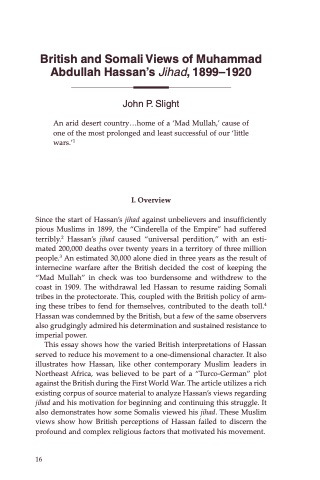 British and Somali Views of Muhammad
Abdullah Hassan’s Jihad, 1899–1920
John P. Slight
An arid desert country…home of a ‘Mad Mullah,’ cause of
one of the most prolonged and least successful of our ‘little
wars.’1
I. Overview
Since the start of Hassan’s jihad against unbelievers and insufficiently
pious Muslims in 1899, the “Cinderella of the Empire” had suffered
terribly.2 Hassan’s jihad caused “universal perdition,” with an esti-
mated 200,000 deaths over twenty years in a territory of three million
people.3 An estimated 30,000 alone died in three years as the result of
internecine warfare after the British decided the cost of keeping the
“Mad Mullah” in check was too burdensome and withdrew to the
coast in 1909. The withdrawal led Hassan to resume raiding Somali
tribes in the protectorate. This, coupled with the British policy of arm-
ing these tribes to fend for themselves, contributed to the death toll.4
Hassan was condemned by the British, but a few of the same observers
also grudgingly admired his determination and sustained resistance to
imperial power.
This essay shows how the varied British interpretations of Hassan
served to reduce his movement to a one-dimensional character. It also
illustrates how Hassan, like other contemporary Muslim leaders in
Northeast Africa, was believed to be part of a “Turco-German” plot
against the British during the First World War. The article utilizes a rich
existing corpus of source material to analyze Hassan’s views regarding
jihad and his motivation for beginning and continuing this struggle. It
also demonstrates how some Somalis viewed his jihad. These Muslim
views show how British perceptions of Hassan failed to discern the
profound and complex religious factors that motivated his movement.
16